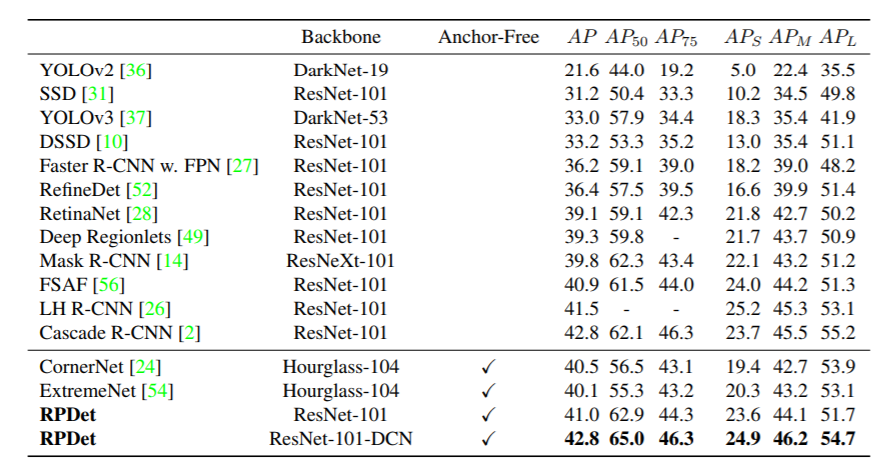 Backbone Anchor-Free AP AP50 AP75 APS APM APL
YOLOv2 [36] DarkNet-19 21.6 44.0 19.2 5.0 22.4 35.5
SSD [31] ResNet-101 31.2 50.4 33.3 10.2 34.5 49.8
YOLOv3 [37] DarkNet-53 33.0 57.9 34.4 18.3 35.4 41.9
DSSD [10] ResNet-101 33.2 53.3 35.2 13.0 35.4 51.1
Faster R-CNN w. FPN [27] ResNet-101 36.2 59.1 39.0 18.2 39.0 48.2
RefineDet [52] ResNet-101 36.4 57.5 39.5 16.6 39.9 51.4
RetinaNet [28] ResNet-101 39.1 59.1 42.3 21.8 42.7 50.2
Deep Regionlets [49] ResNet-101 39.3 59.8 - 21.7 43.7 50.9
Mask R-CNN [14] ResNeXt-101 39.8 62.3 43.4 22.1 43.2 51.2
FSAF [56] ResNet-101 40.9 61.5 44.0 24.0 44.2 51.3
LH R-CNN [26] ResNet-101 41.5 - - 25.2 45.3 53.1
Cascade R-CNN [2] ResNet-101 42.8 62.1 46.3 23.7 45.5 55.2
CornerNet [24] Hourglass-104 ✓ 40.5 56.5 43.1 19.4 42.7 53.9
ExtremeNet [54] Hourglass-104 ✓ 40.1 55.3 43.2 20.3 43.2 53.1
RPDet ResNet-101 ✓ 41.0 62.9 44.3 23.6 44.1 51.7
RPDet ResNet-101-DCN ✓ 42.8 65.0 46.3 24.9 46.2 54.7